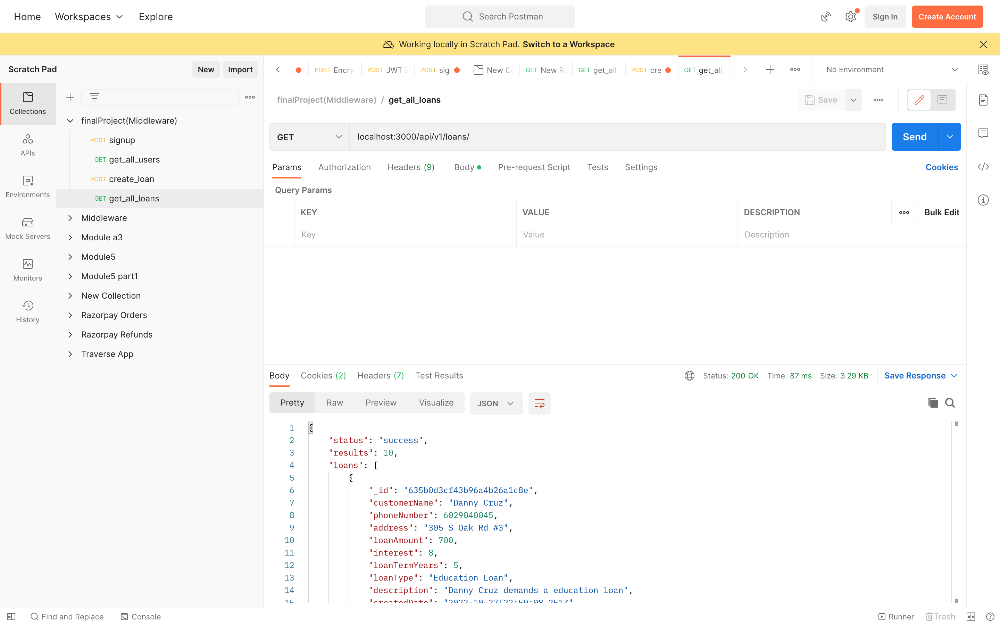 Home Workspaces Explore Search Postman Sign In Create Account
Working locally in Scratch Pad. Switch to a Workspace
Scratch Pad New Import
POST Encry POST JWT POST sig New C GET New R GET get_all POST cre GET get_all No Environment
Collections
APIs
Environments
Mock Servers
Monitors
History
finalProject(Middleware)
POST signup
GET get_all_users
POST create_loan
GET get_all_loans
Middleware
Module a3
Module5
Module5 part1
New Collection
Razorpay Orders
Razorpay Refunds
Traverse App
finalProject(Middleware) / get_all_loans Save
GET localhost:3000/api/v1/loans/ Send
Params Authorization Headers (9) Body Pre-request Script Tests Settings Cookies
Query Params
KEY VALUE DESCRIPTION Bulk Edit
Key Value Description
Body Cookies (2) Headers (7) Test Results Status: 200 OK Time: 87 ms Size: 3.29 KB Save Response
Pretty Raw Preview Visualize JSON
1 {
2 "status": "success",
3 "results": 10,
4 "loans": [
5 {
6 "_id": "635b0d3cf43b96a4b26a1c8e",
7 "customerName": "Danny Cruz",
8 "phoneNumber": 6029040045,
9 "address": "305 S Oak Rd #3",
10 "loanAmount": 700,
11 "interest": 8,
12 "loanTermYears": 5,
13 "loanType": "Education Loan",
14 "description": "Danny Cruz demands a education loan",
15 "createdDate": "2022-10-27T22:59:08.251Z"
Find and Replace Console Runner Trash